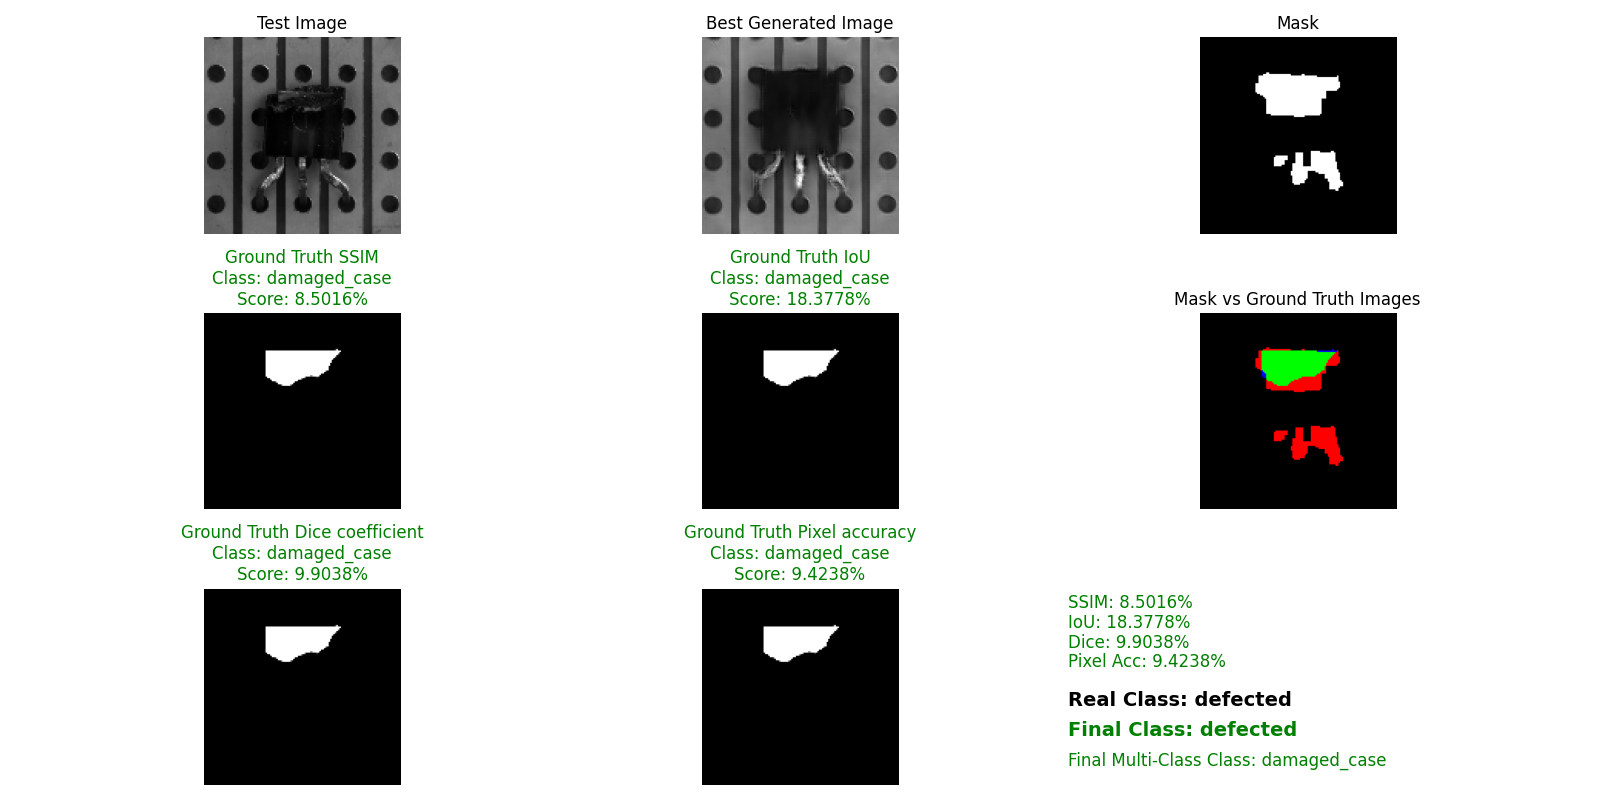 Test Image
Best Generated Image
Mask
Ground Truth SSIM
Class: damaged_case
Score: 8.5016%
Ground Truth IoU
Class: damaged_case
Score: 18.3778%
Mask vs Ground Truth Images
Ground Truth Dice coefficient
Class: damaged_case
Score: 9.9038%
Ground Truth Pixel accuracy
Class: damaged_case
Score: 9.4238%
SSIM: 8.5016%
IoU: 18.3778%
Dice: 9.9038%
Pixel Acc: 9.4238%
Real Class: defected
Final Class: defected
Final Multi-Class Class: damaged_case